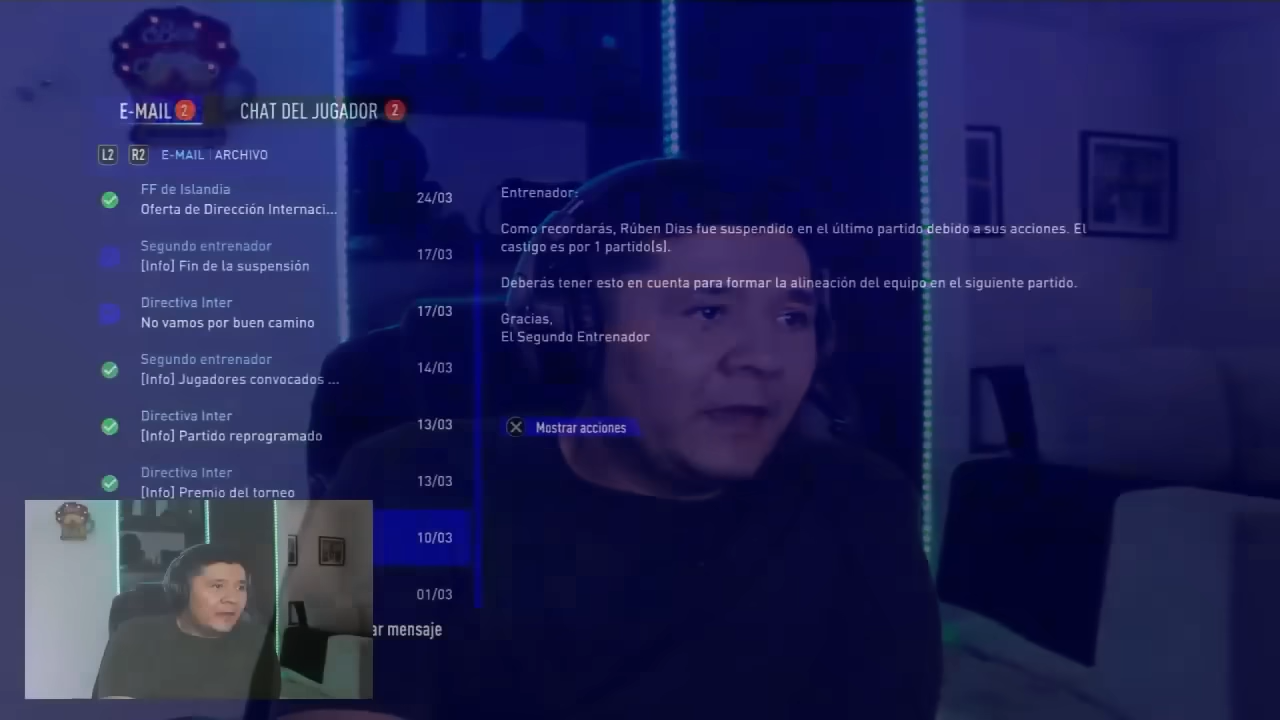 E-MAIL 2 CHAT DEL JUGADOR 2
L2 R2 E-MAIL | ARCHIVO
FF de Islandia
Oferta de Dirección Internaci... 24/03
Segundo entrenador
[Info] Fin de la suspensión 17/03
Directiva Inter
No vamos por buen camino 17/03
Segundo entrenador
[Info] Jugadores convocados ... 14/03
Directiva Inter
[Info] Partido reprogramado 13/03
Directiva Inter
[Info] Premio del torneo 13/03
10/03
01/03
ar mensaje
Entrenador:
Como recordarás, Rúben Dias fue suspendido en el último partido debido a sus acciones. El
castigo es por 1 partido(s).
Deberás tener esto en cuenta para formar la alineación del equipo en el siguiente partido.
Gracias,
El Segundo Entrenador
Mostrar acciones